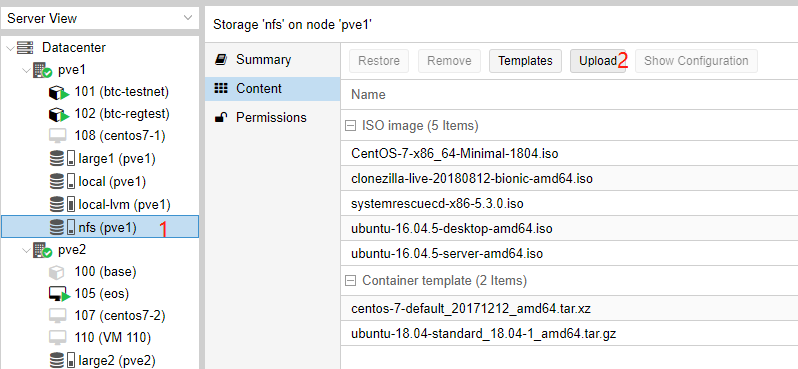 Server View
Datacenter
pve1
101 (btc-testnet)
102 (btc-regtest)
108 (centos7-1)
large1 (pve1)
local (pve1)
local-lvm (pve1)
nfs (pve1) 1
pve2
100 (base)
105 (eos)
107 (centos7-2)
110 (VM 110)
large2 (pve2)
Storage 'nfs' on node 'pve1'
Summary
Content
Permissions
Restore Remove Templates Upload 2 Show Configuration
Name
ISO image (5 Items)
CentOS-7-x86_64-Minimal-1804.iso
clonezilla-live-20180812-bionic-amd64.iso
systemrescuecd-x86-5.3.0.iso
ubuntu-16.04.5-desktop-amd64.iso
ubuntu-16.04.5-server-amd64.iso
Container template (2 Items)
centos-7-default_20171212_amd64.tar.xz
ubuntu-18.04-standard_18.04-1_amd64.tar.gz